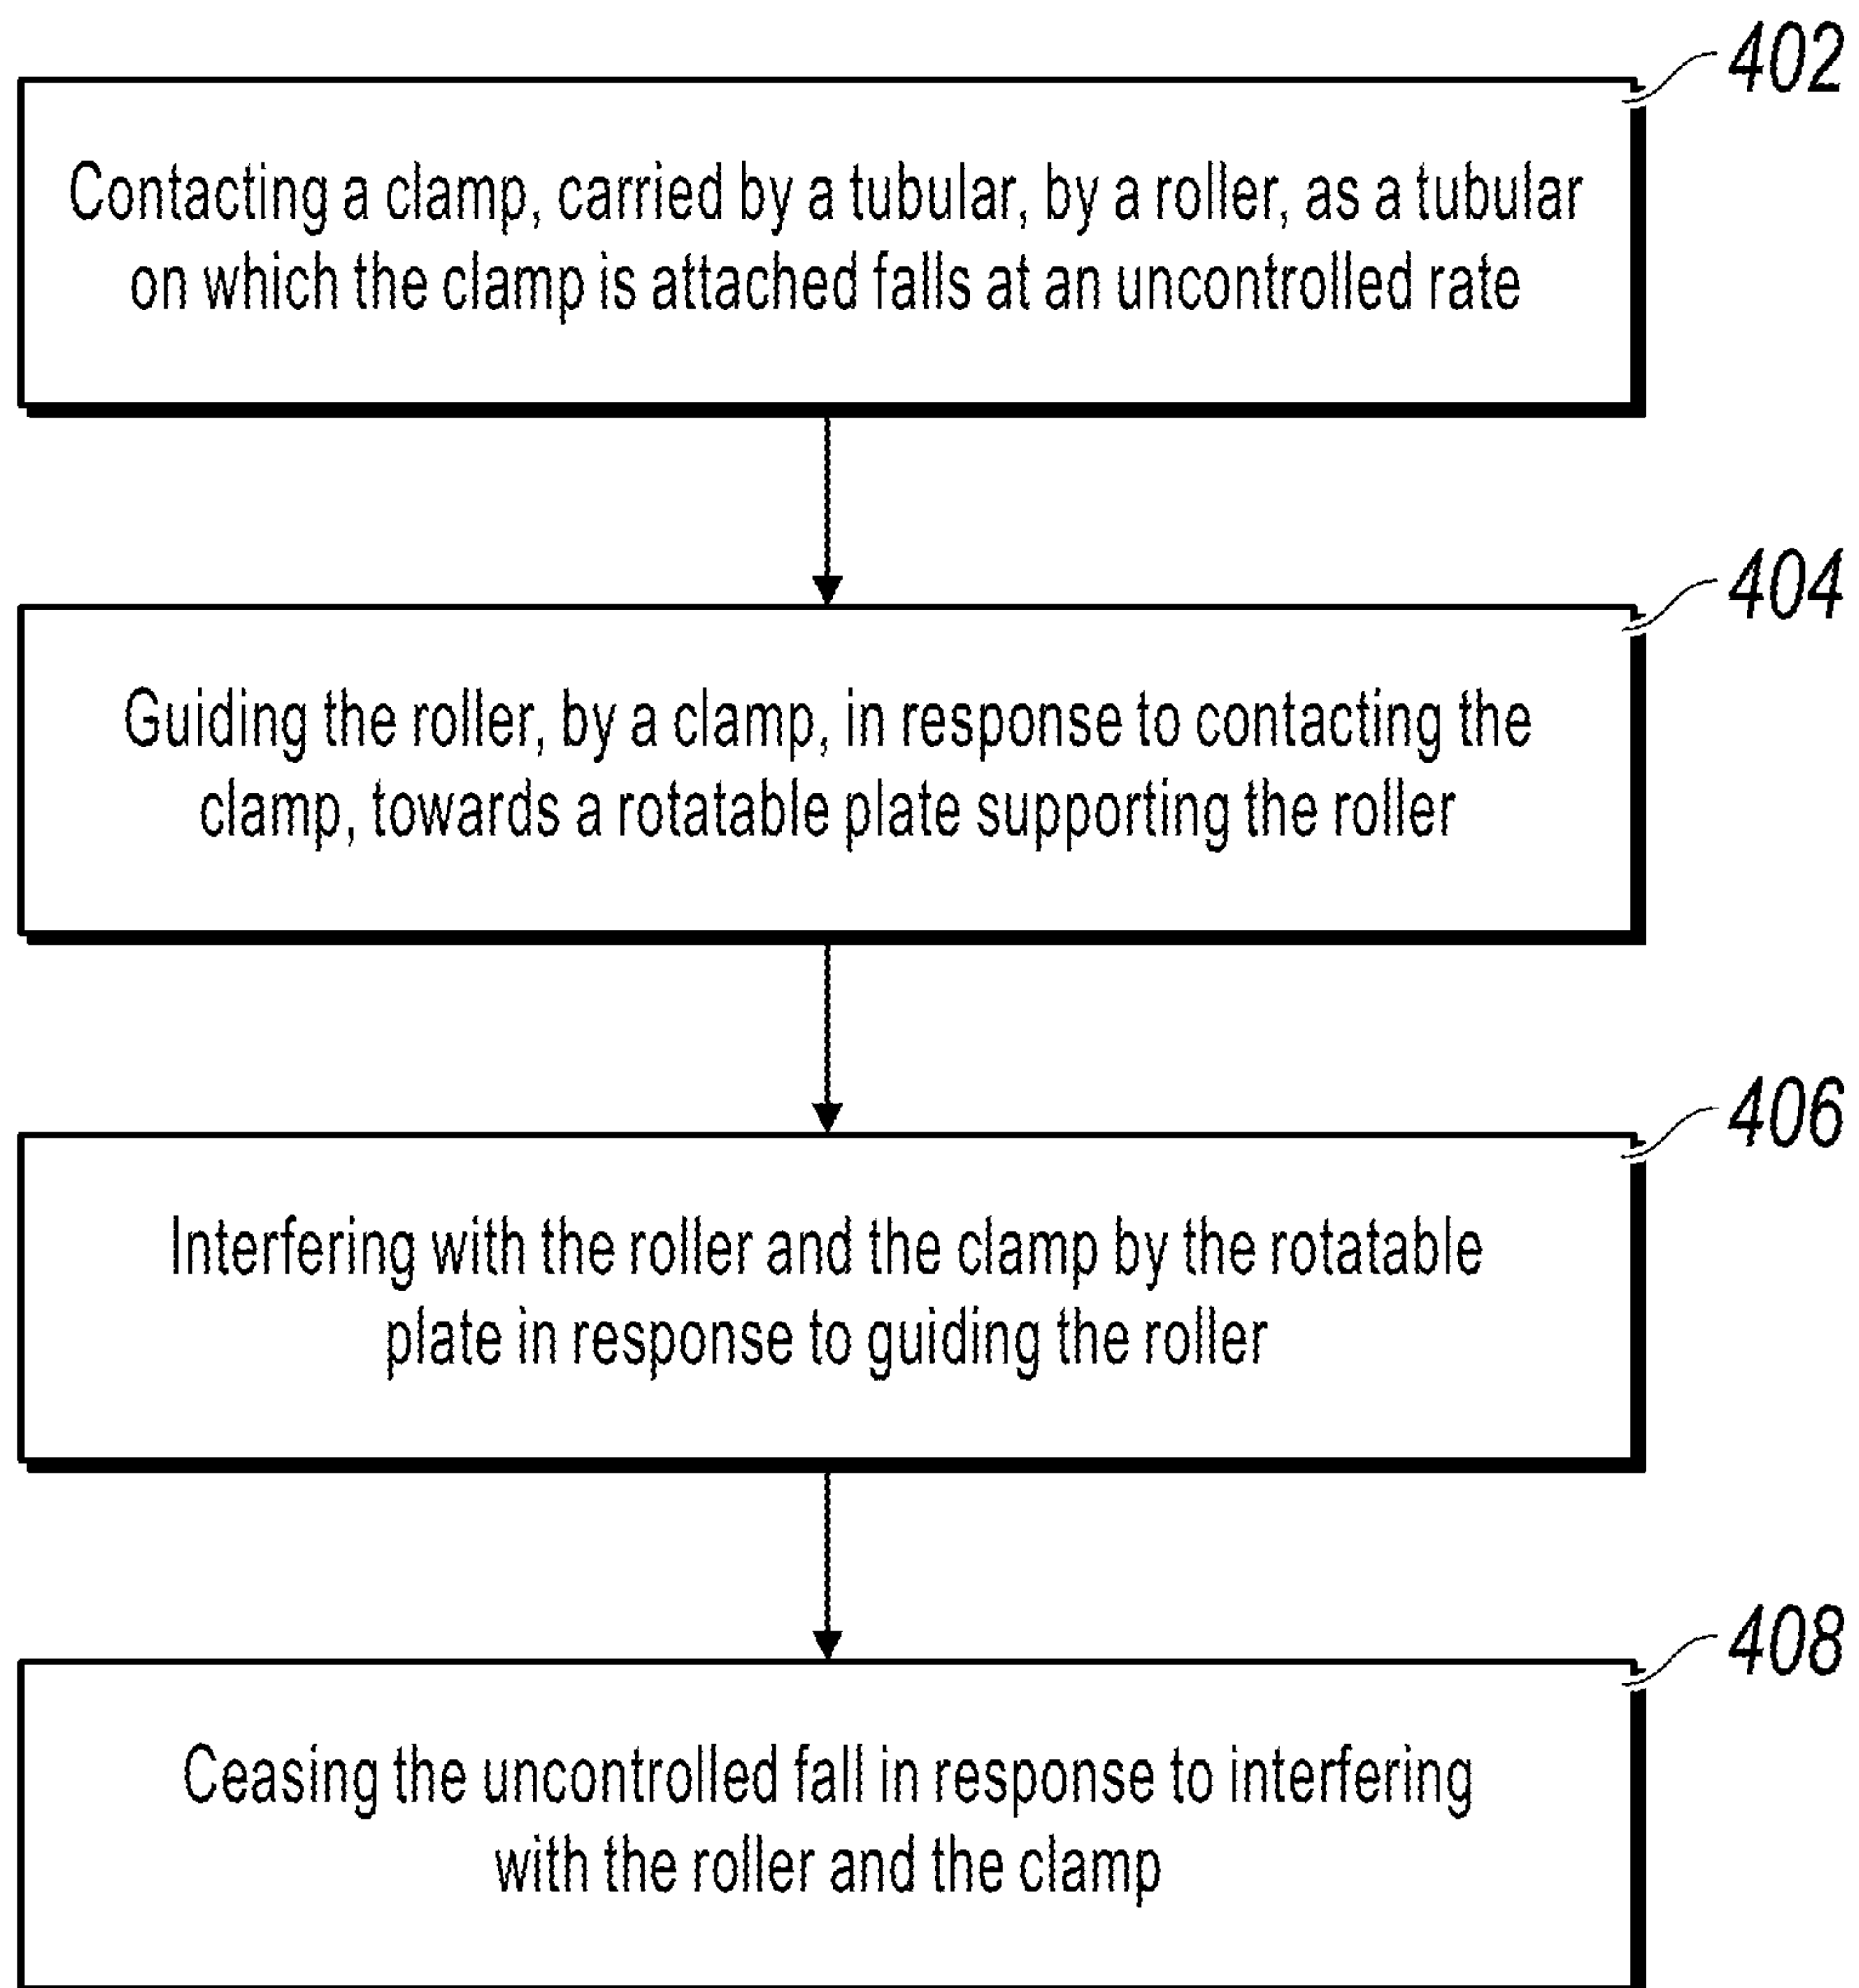 402
Contacting a clamp, carried by a tubular, by a roller, as a tubular
on which the clamp is attached falls at an uncontrolled rate
404
Guiding the roller, by a clamp, in response to contacting the
clamp, towards a rotatable plate supporting the roller
406
Interfering with the roller and the clamp by the rotatable
plate in response to guiding the roller
408
Ceasing the uncontrolled fall in response to interfering
with the roller and the clamp